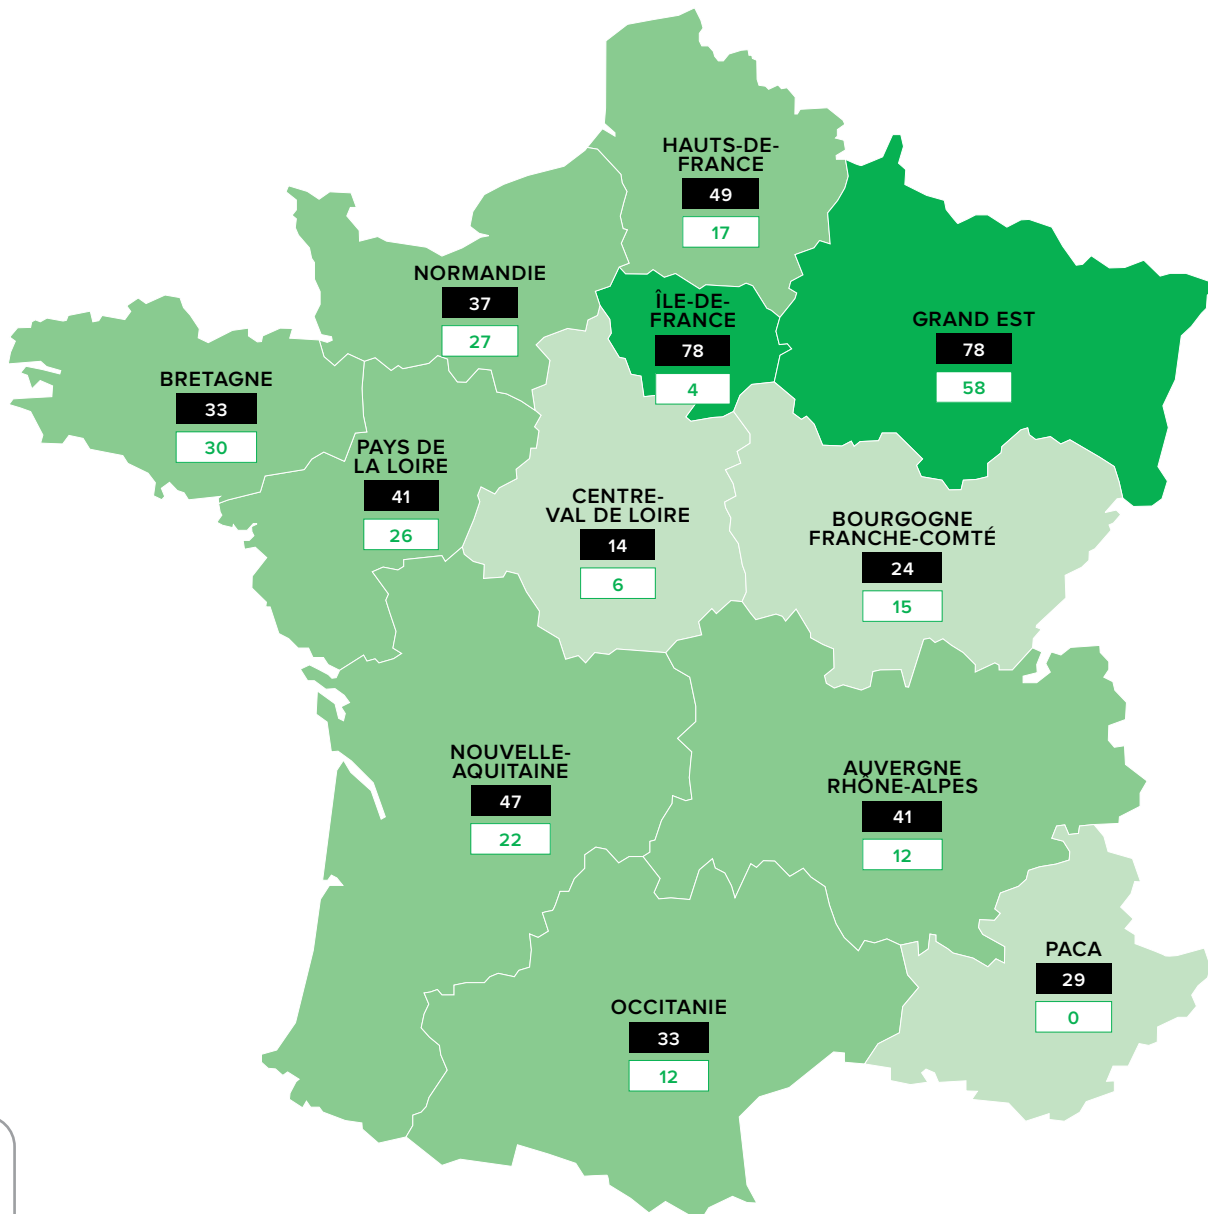 HAUTS-DE-
FRANCE
49
17
NORMANDIE
37
27
ÎLE-DE-
FRANCE
78
4
GRAND EST
78
58
BRETAGNE
33
30
PAYS DE
LA LOIRE
41
26
CENTRE-
VAL DE LOIRE
14
6
BOURGOGNE
FRANCHE-COMTÉ
24
15
NOUVELLE-
AQUITAINE
47
22
AUVERGNE
RHÔNE-ALPES
41
12
PACA
29
0
OCCITANIE
33
12